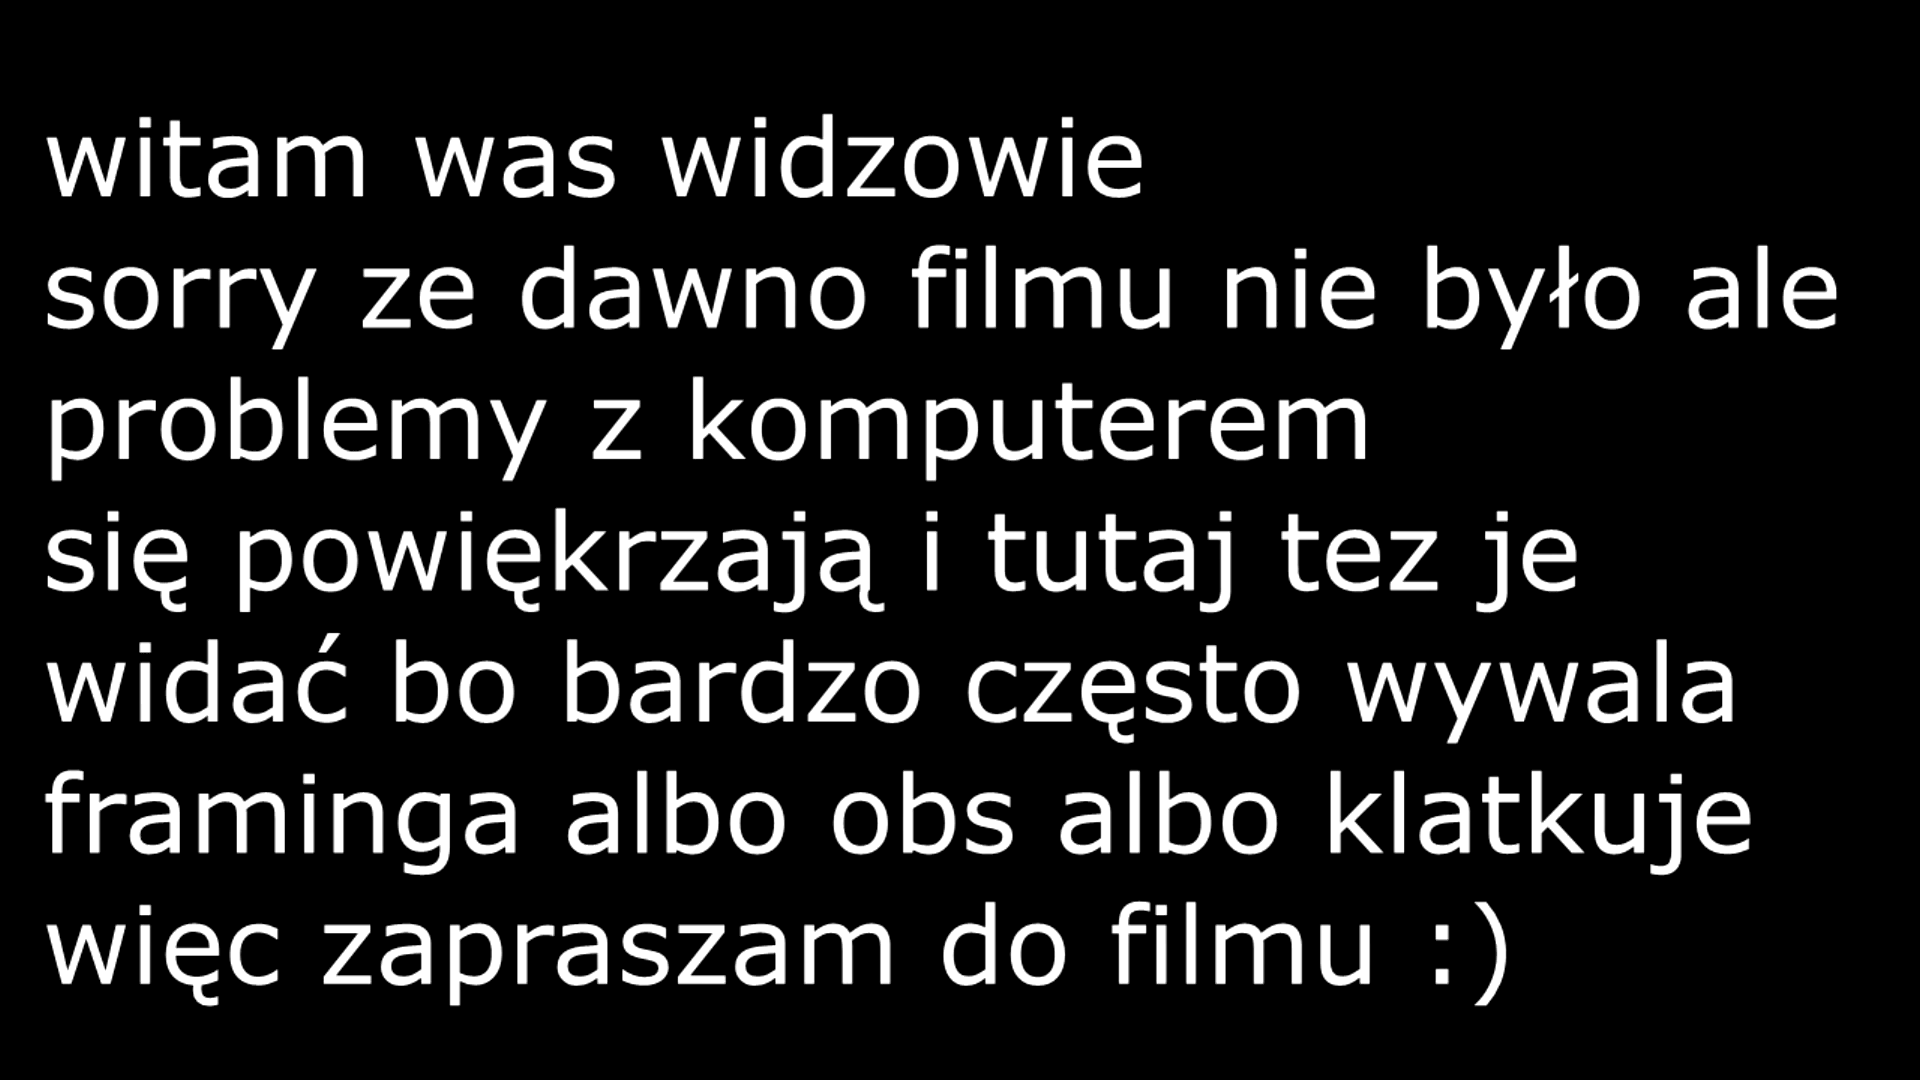 witam was widzowie
sorry ze dawno filmu nie było ale
problemy z komputerem
się powiękrzają i tutaj tez je
widać bo bardzo często wywala
framinga albo obs albo klatkuje
więc zapraszam do filmu :)